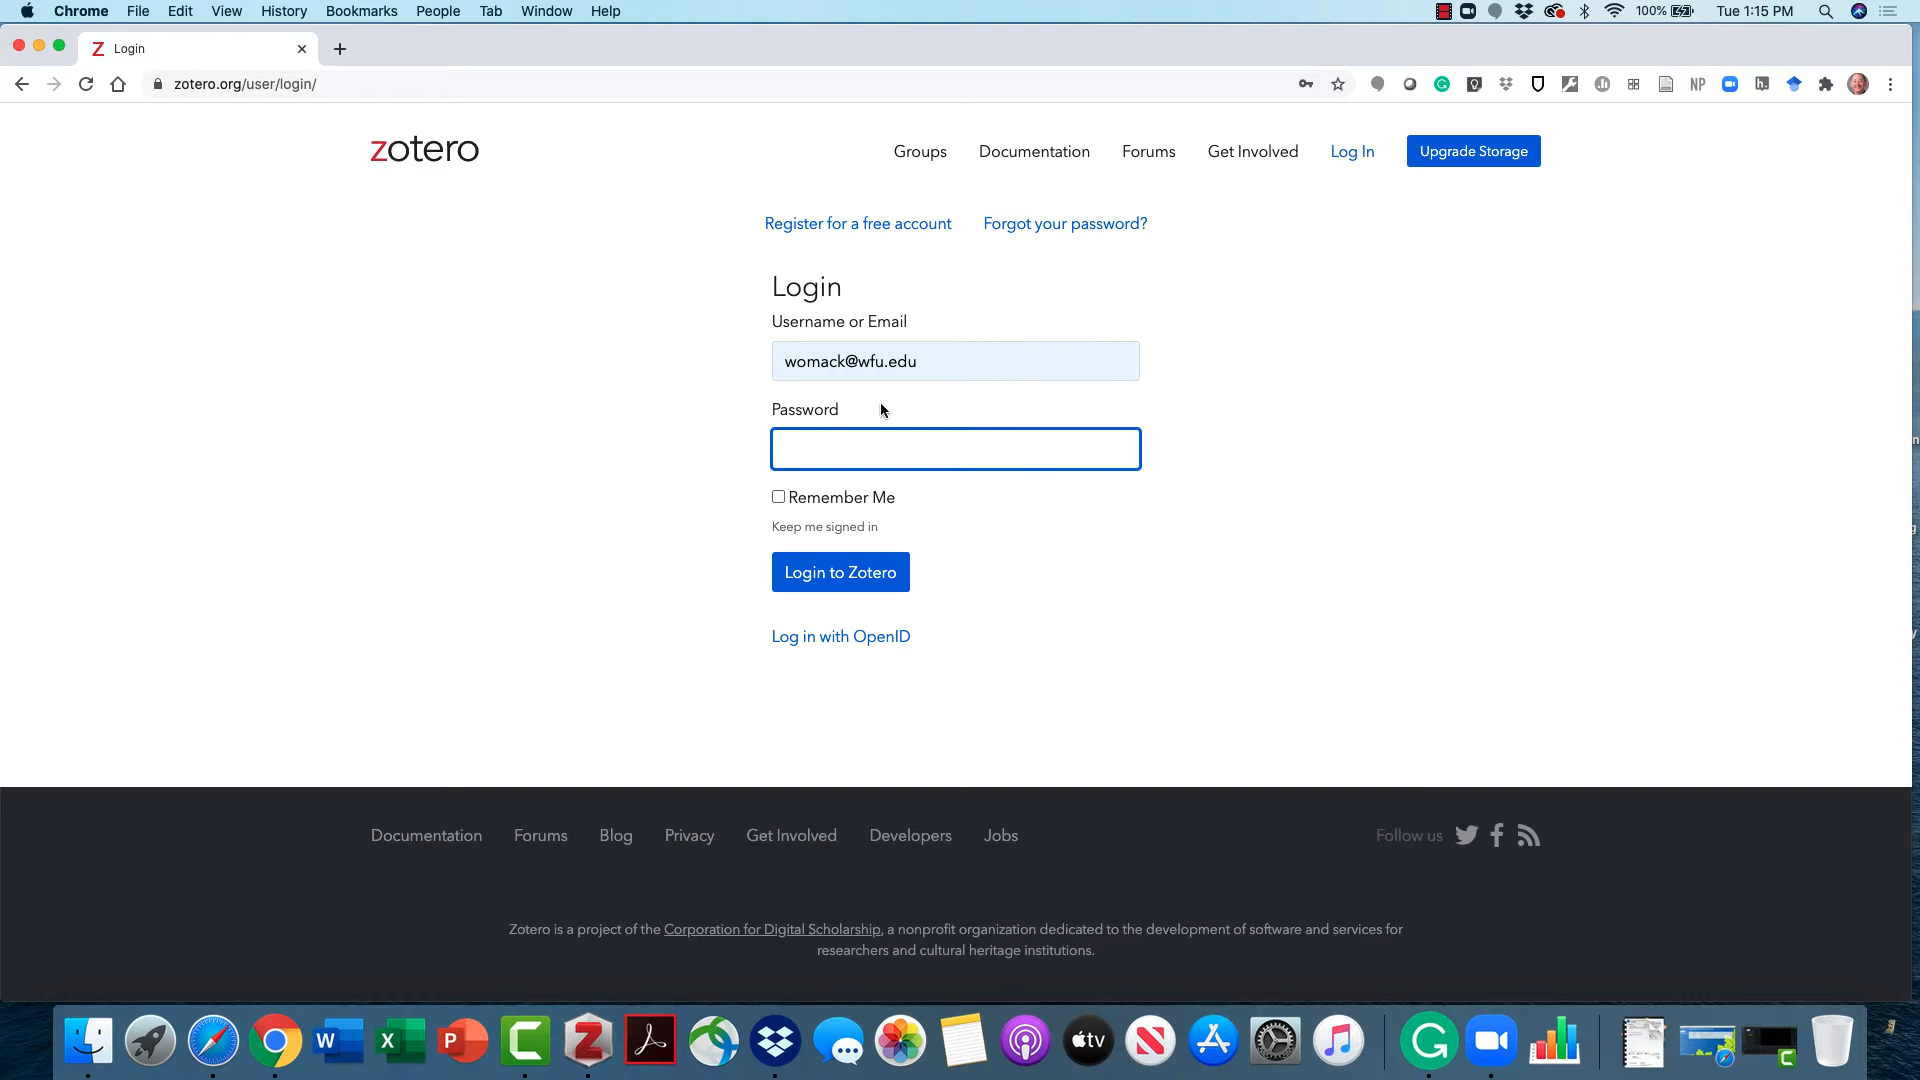 Chrome File Edit View History Bookmarks People Tab Window Help 100% Tue 1:15 PM
Z Login
zotero.org/user/login/ NP
zotero Groups Documentation Forums Get Involved Log In Upgrade Storage
Register for a free account Forgot your password?
Login
Username or Email
womack@wfu.edu
Password
Remember Me
Keep me signed in
Login to Zotero
Log in with OpenID
Documentation Forums Blog Privacy Get Involved Developers Jobs Follow us
Zotero is a project of the Corporation for Digital Scholarship, a nonprofit organization dedicated to the development of software and services for
researchers and cultural heritage institutions.
W X P C Z tv N G